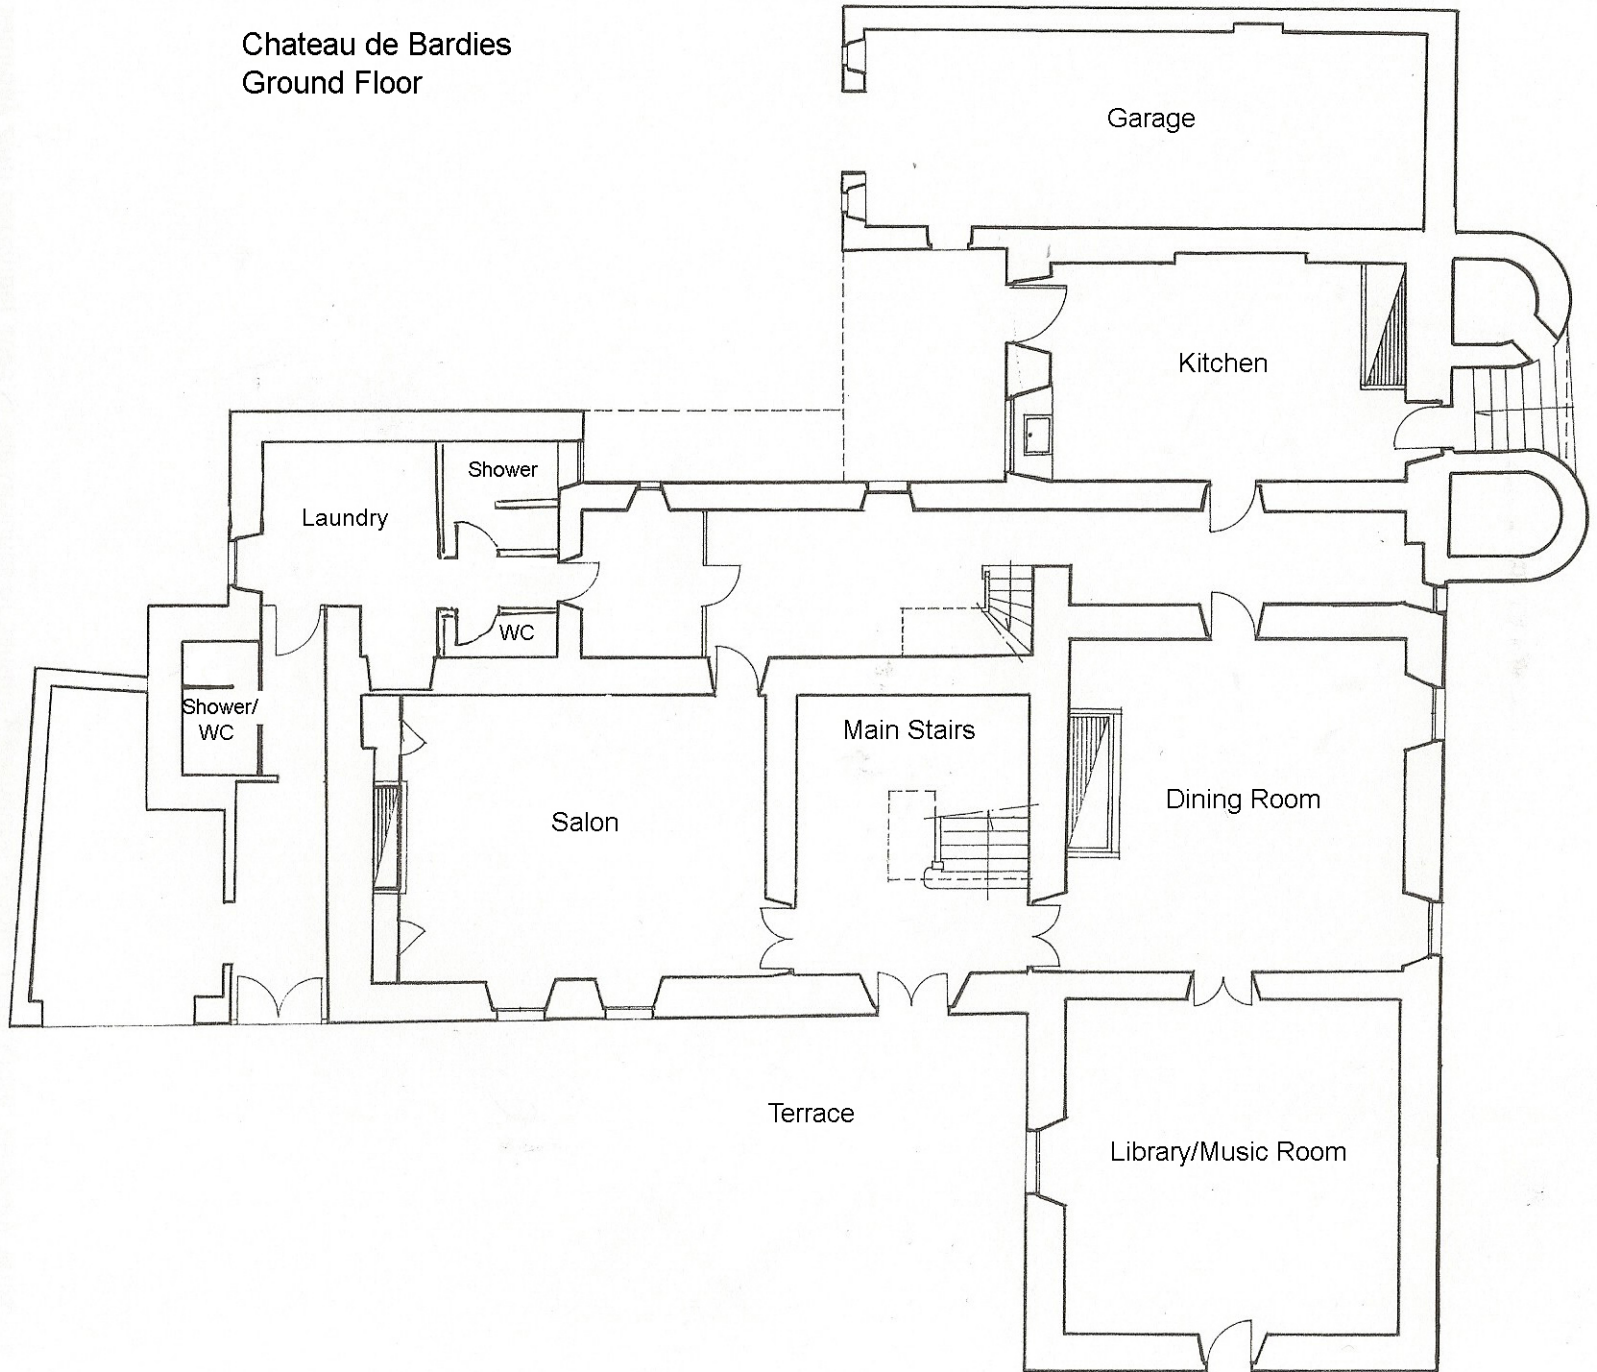 Chateau de Bardies
Ground Floor
Garage
Kitchen
Shower
Laundry
WC
Shower/
WC
Main Stairs
Salon
Dining Room
Terrace
Library/Music Room